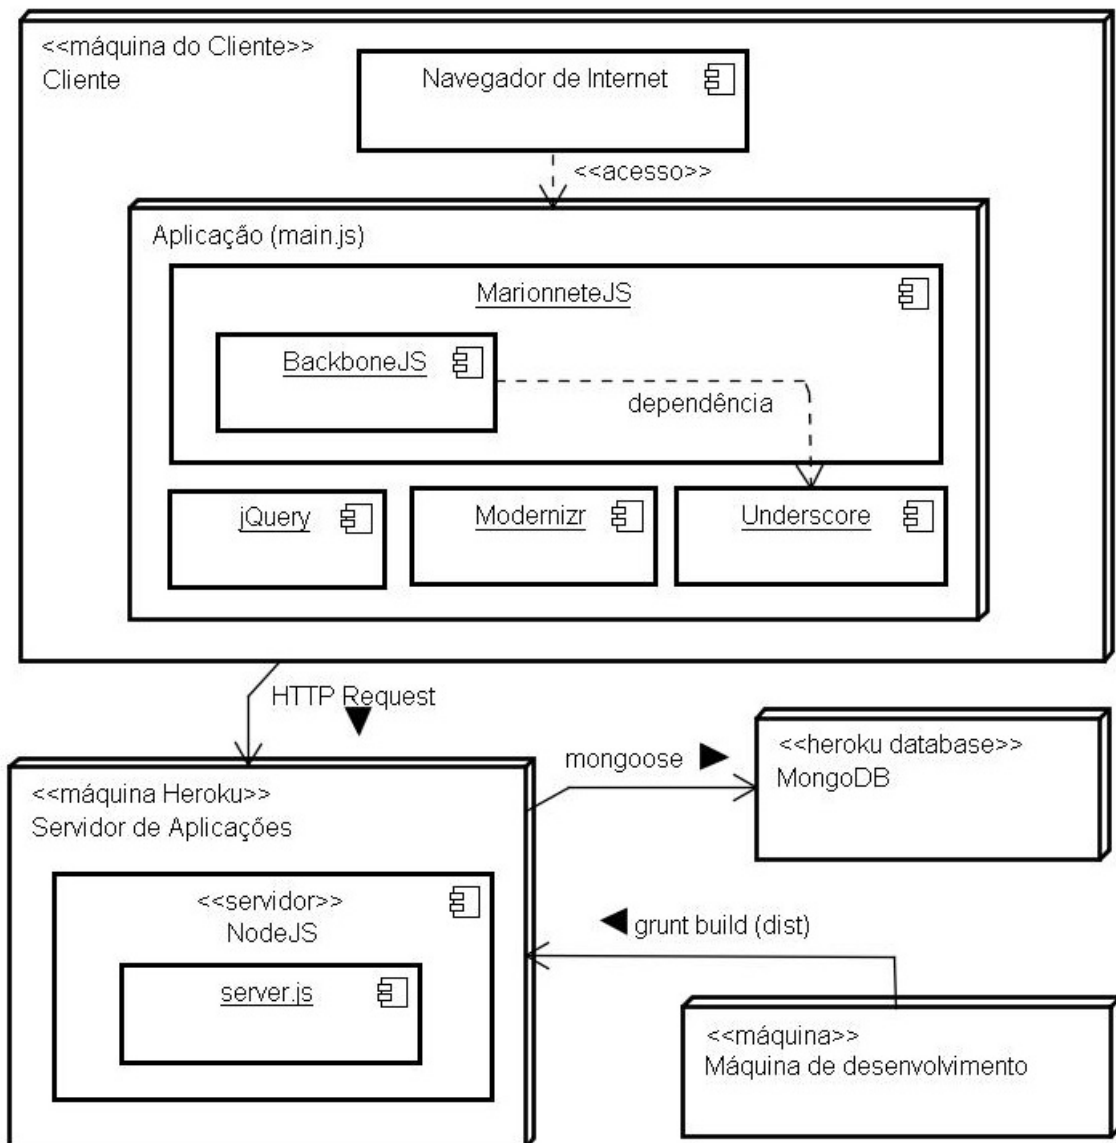 <<máquina do Cliente>>
Cliente
Navegador de Internet
<<acesso>>
Aplicação (main.js)
MarionneteJS
BackboneJS
dependência
jQuery
Modernizr
Underscore
HTTP Request
<<máquina Heroku>>
Servidor de Aplicações
mongoose
<<heroku database>>
MongoDB
<<servidor>>
NodeJS
server.js
grunt build (dist)
<<máquina>>
Máquina de desenvolvimento